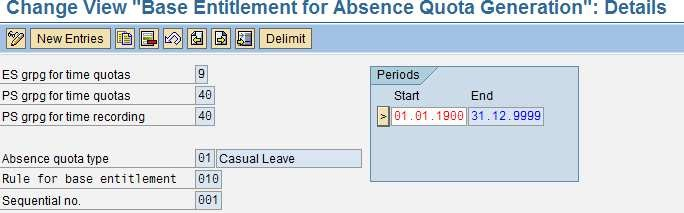 Change View "Base Entitlement for Absence Quota Generation": Details
New Entries Delimit
ES grpg for time quotas 9
PS grpg for time quotas 40
PS grpg for time recording 40
Periods
Start End
> 01.01.1900 31.12.9999
Absence quota type 01 Casual Leave
Rule for base entitlement 010
Sequential no. 001